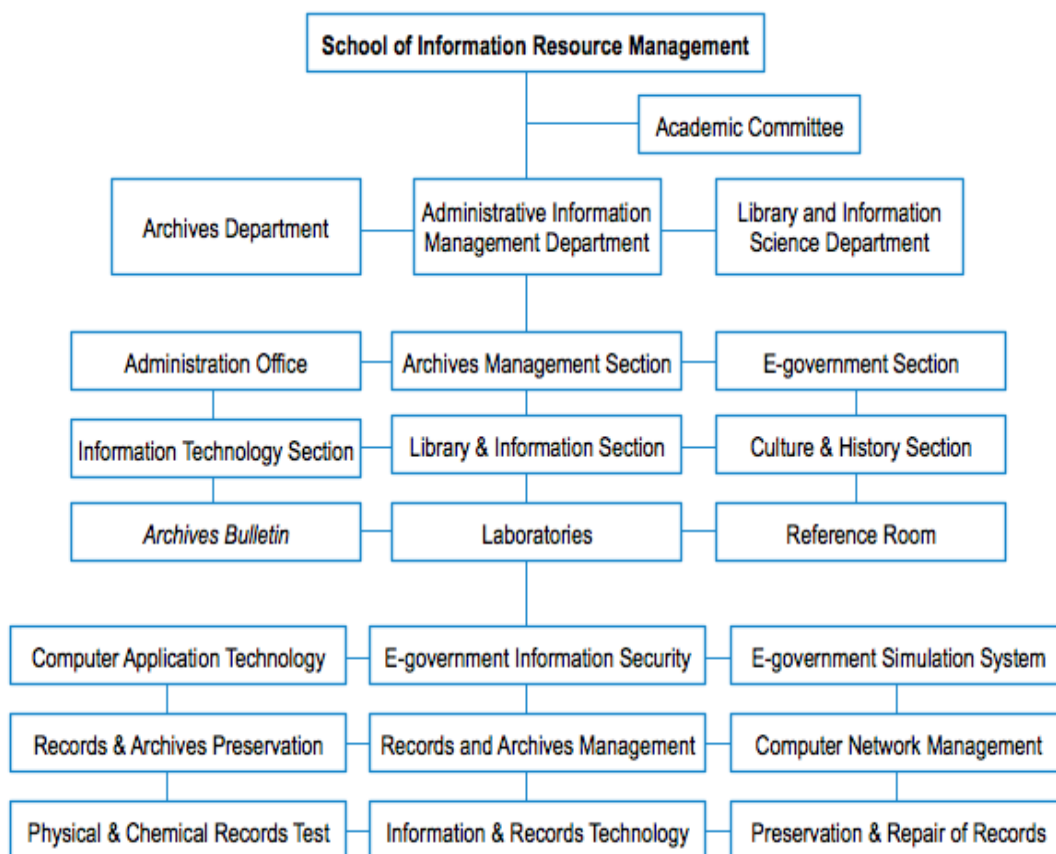 School of Information Resource Management
Academic Committee
Archives Department
Administrative Information
Management Department
Library and Information
Science Department
Administration Office
Archives Management Section
E-government Section
Information Technology Section
Library & Information Section
Culture & History Section
Archives Bulletin
Laboratories
Reference Room
Computer Application Technology
E-government Information Security
E-government Simulation System
Records & Archives Preservation
Records and Archives Management
Computer Network Management
Physical & Chemical Records Test
Information & Records Technology
Preservation & Repair of Records